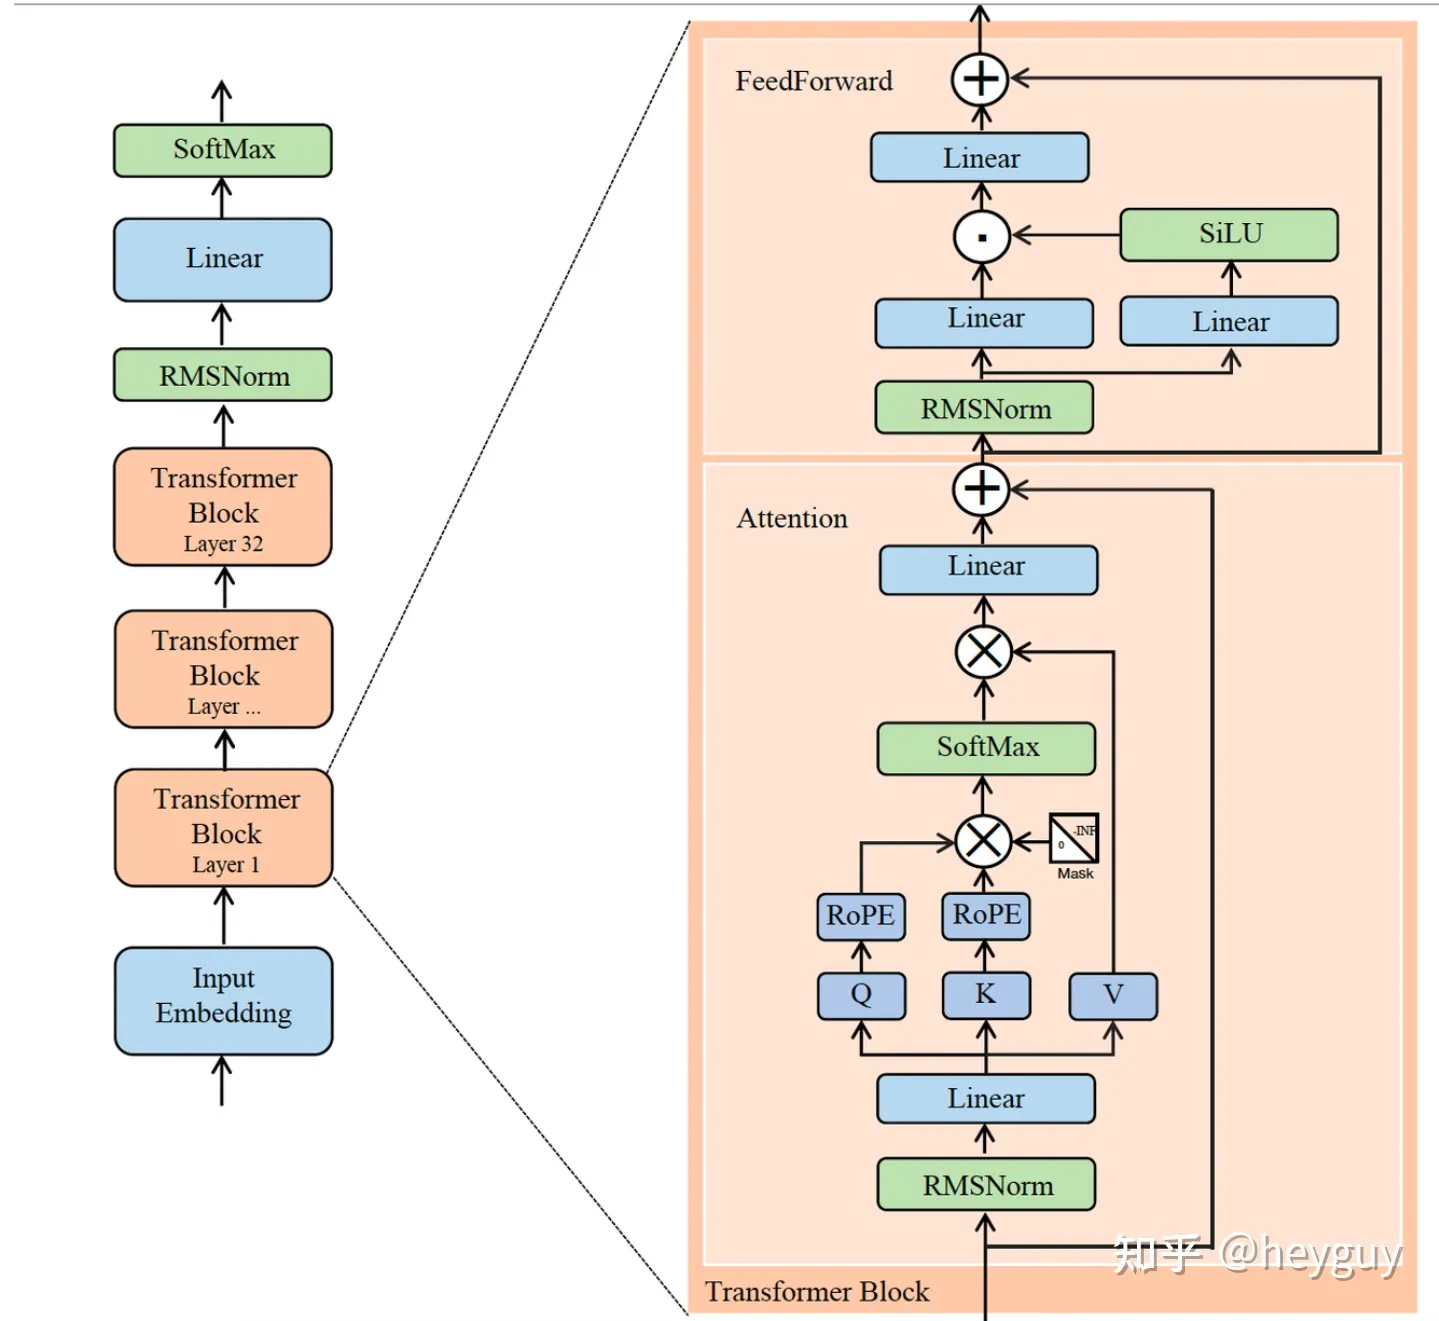 SoftMax
Linear
RMSNorm
Transformer
Block
Layer 32
Transformer
Block
Layer ...
Transformer
Block
Layer 1
Input
Embedding
FeedForward
Linear
SiLU
Linear
Linear
RMSNorm
Attention
Linear
SoftMax
-INF
0
Mask
RoPE
RoPE
Q
K
V
Linear
RMSNorm
Transformer Block
知乎 @heyguy